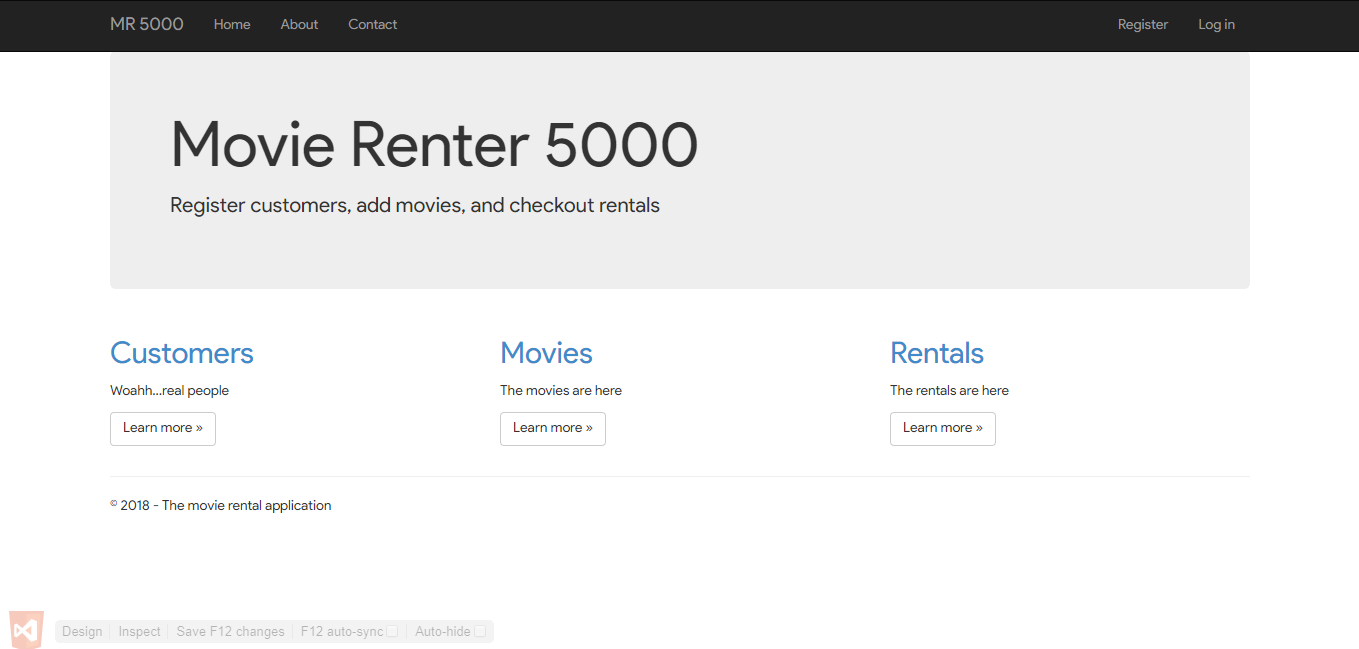 MR 5000 Home About Contact Register Log in
Movie Renter 5000
Register customers, add movies, and checkout rentals
Customers Movies Rentals
Woahh...real people The movies are here The rentals are here
Learn more » Learn more » Learn more »
© 2018 - The movie rental application
Design Inspect Save F12 changes F12 auto-sync Auto-hide